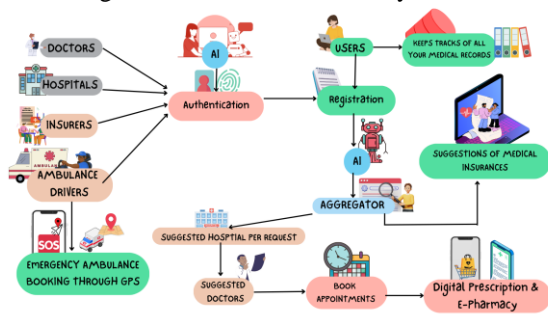 DOCTORS
HOSPITALS
INSURERS
AMBULANCE
AMBULANCE
DRIVERS
SOS
EMERGENCY AMBULANCE
BOOKING THROUGH GPS
AI
Authentication
USERS
KEEPS TRACKS OF ALL
YOUR MEDICAL RECORDS
Registration
AI
AGGREGATOR
SUGGESTIONS OF MEDICAL
INSURANCES
SUGGESTED HOSPTIAL PER REQUEST
SUGGESTED
DOCTORS
BOOK
APPOINTMENTS
Digital Prescription &
E-Pharmacy